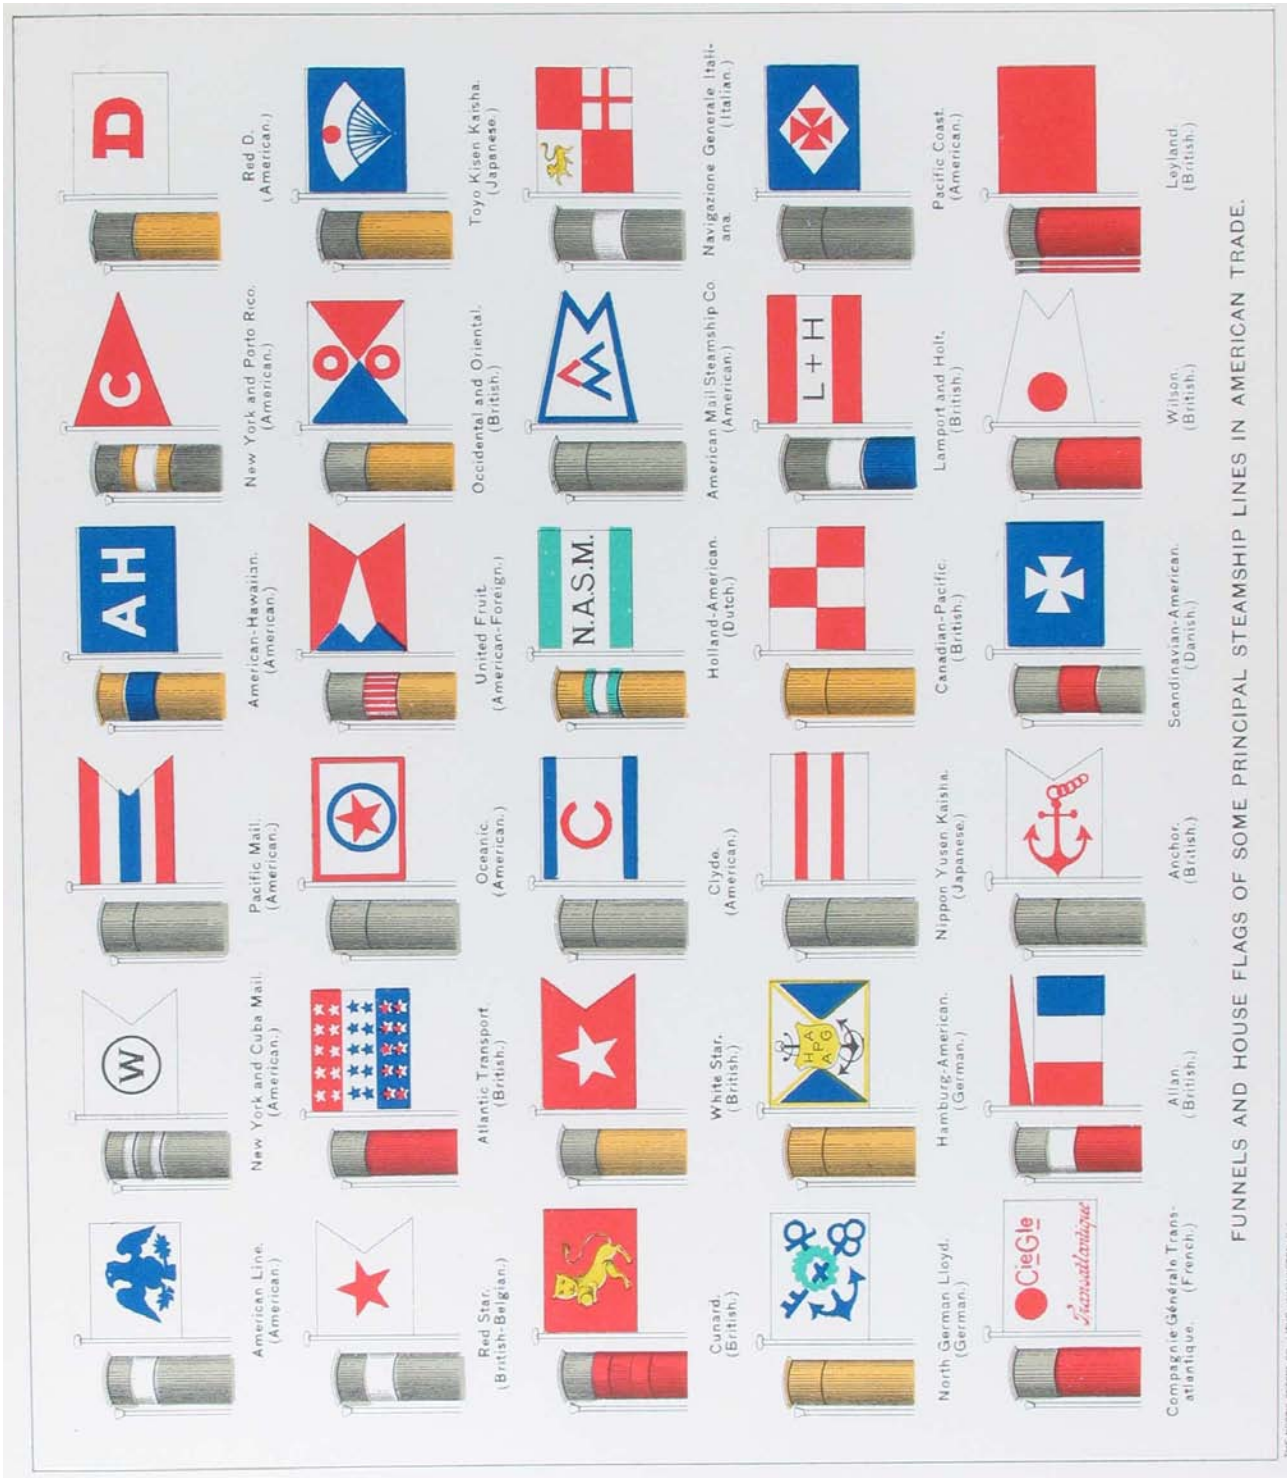 American Line.
(American.)
W
New York and Cuba Mail.
(American.)
Pacific Mail.
(American.)
AH
American-Hawaiian.
(American.)
C
New York and Porto Rico.
(American.)
D
Red D.
(American.)
Red Star.
(British-Belgian.)
Atlantic Transport.
(British.)
Oceanic.
(American.)
United Fruit.
(American-Foreign.)
Occidental and Oriental.
(British.)
Toyo Kisen Kaisha.
(Japanese.)
Cunard.
(British.)
White Star.
(British.)
C
Clyde.
(American.)
N.A.S.M.
Holland-American.
(Dutch.)
American Mail Steamship Co.
(American.)
Navigazione Generale Itali-
ana. (Italian.)
North German Lloyd.
(German.)
H A
P
A G
Hamburg-American.
(German.)
Nippon Yusen Kaisha.
(Japanese.)
Canadian-Pacific.
(British.)
L + H
Lamport and Holt.
(British.)
Pacific Coast.
(American.)
CieGle
Transatlantique
Compagnie Générale Trans-
atlantique. (French.)
Allan.
(British.)
Anchor.
(British.)
Scandinavian-American.
(Danish.)
Wilson.
(British.)
Leyland.
(British.)
FUNNELS AND HOUSE FLAGS OF SOME PRINCIPAL STEAMSHIP LINES IN AMERICAN TRADE.